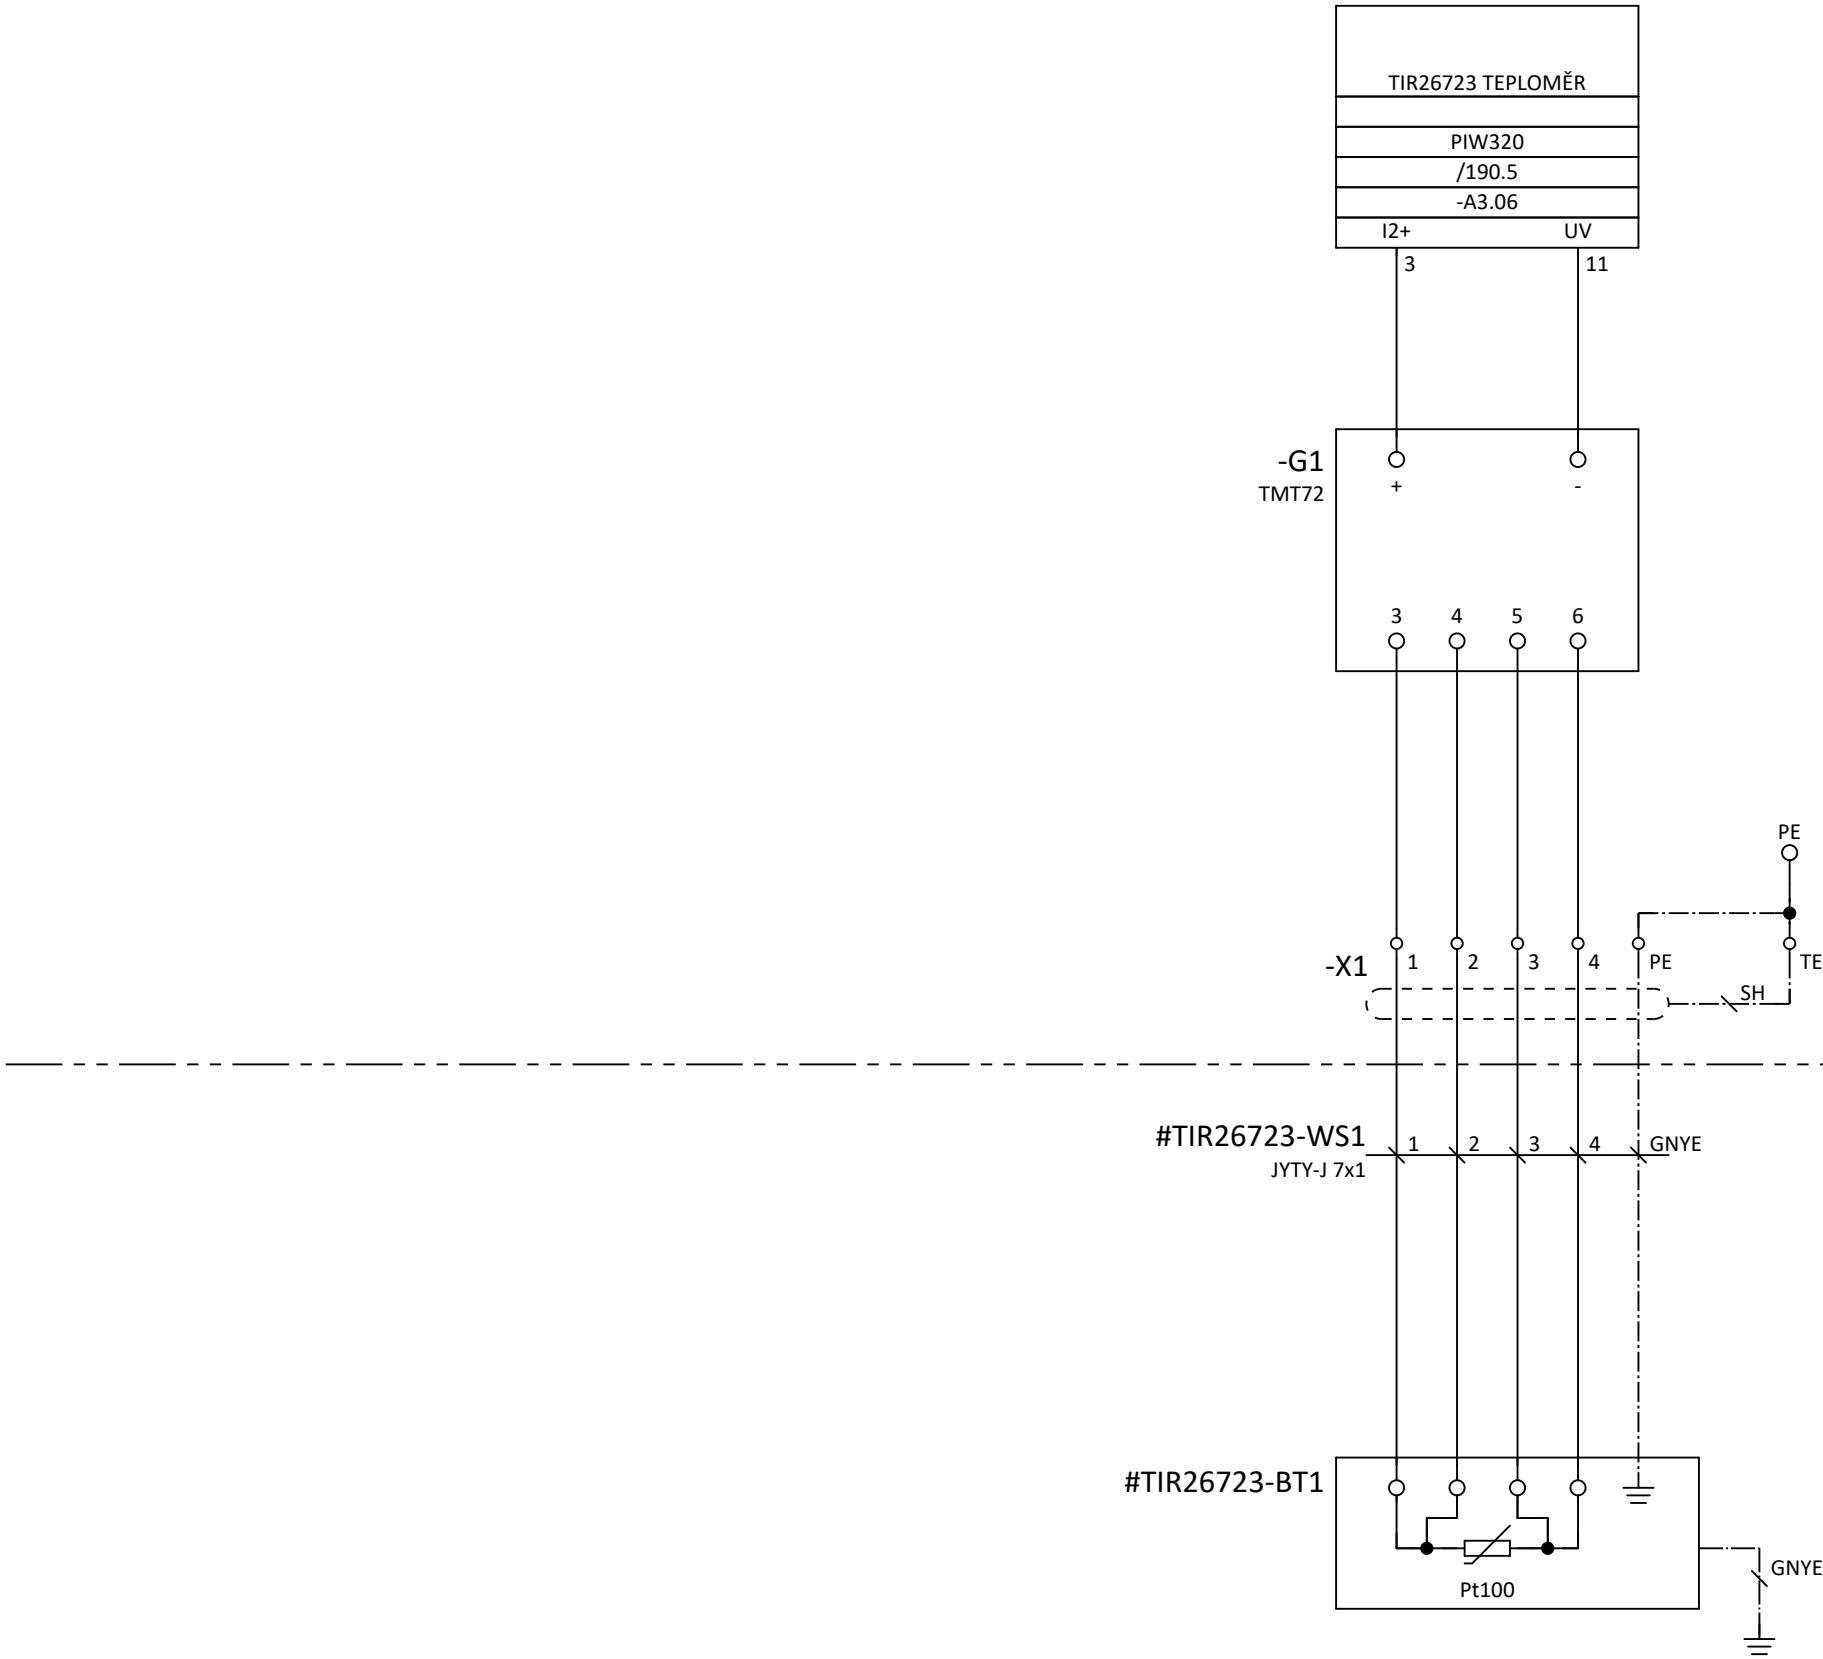 TIR26723 TEPLOMĚR
PIW320
/190.5
-A3.06
I2+ UV
3 11
-G1
TMT72
+ -
3 4 5 6
PE
-X1 1 2 3 4 PE TE
SH
#TIR26723-WS1 1 2 3 4 GNYE
JYTY-J 7x1
#TIR26723-BT1
Pt100
GNYE